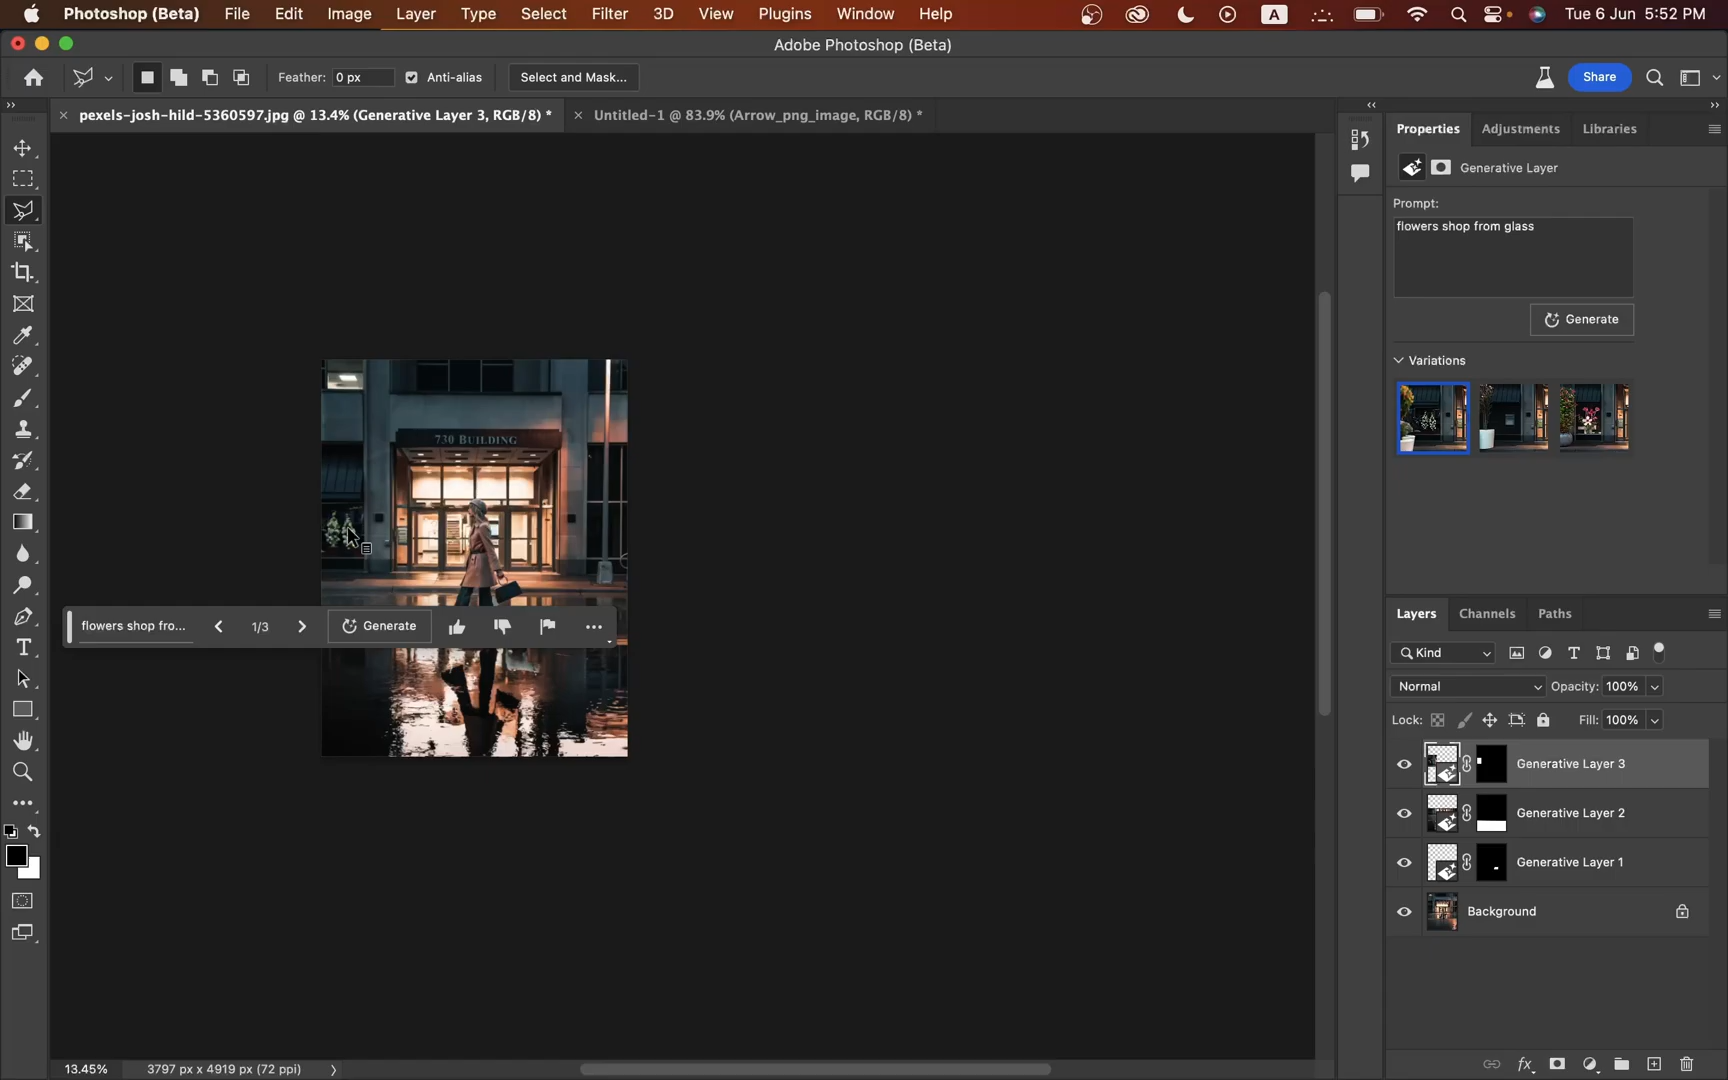 Photoshop (Beta) File Edit Image Layer Type Select Filter 3D View Plugins Window Help A Tue 6 Jun 5:52 PM
Adobe Photoshop (Beta)
Feather: 0 px Anti-alias Select and Mask... Share
pexels-josh-hild-5360597.jpg @ 13.4% (Generative Layer 3, RGB/8) * Untitled-1 @ 83.9% (Arrow_png_image, RGB/8) *
Properties Adjustments Libraries
Generative Layer
Prompt:
flowers shop from glass
Generate
Variations
730 BUILDING
flowers shop fro... 1/3 Generate
Layers Channels Paths
Kind
Normal Opacity: 100%
Lock: Fill: 100%
Generative Layer 3
Generative Layer 2
Generative Layer 1
Background
13.45% 3797 px x 4919 px (72 ppi)